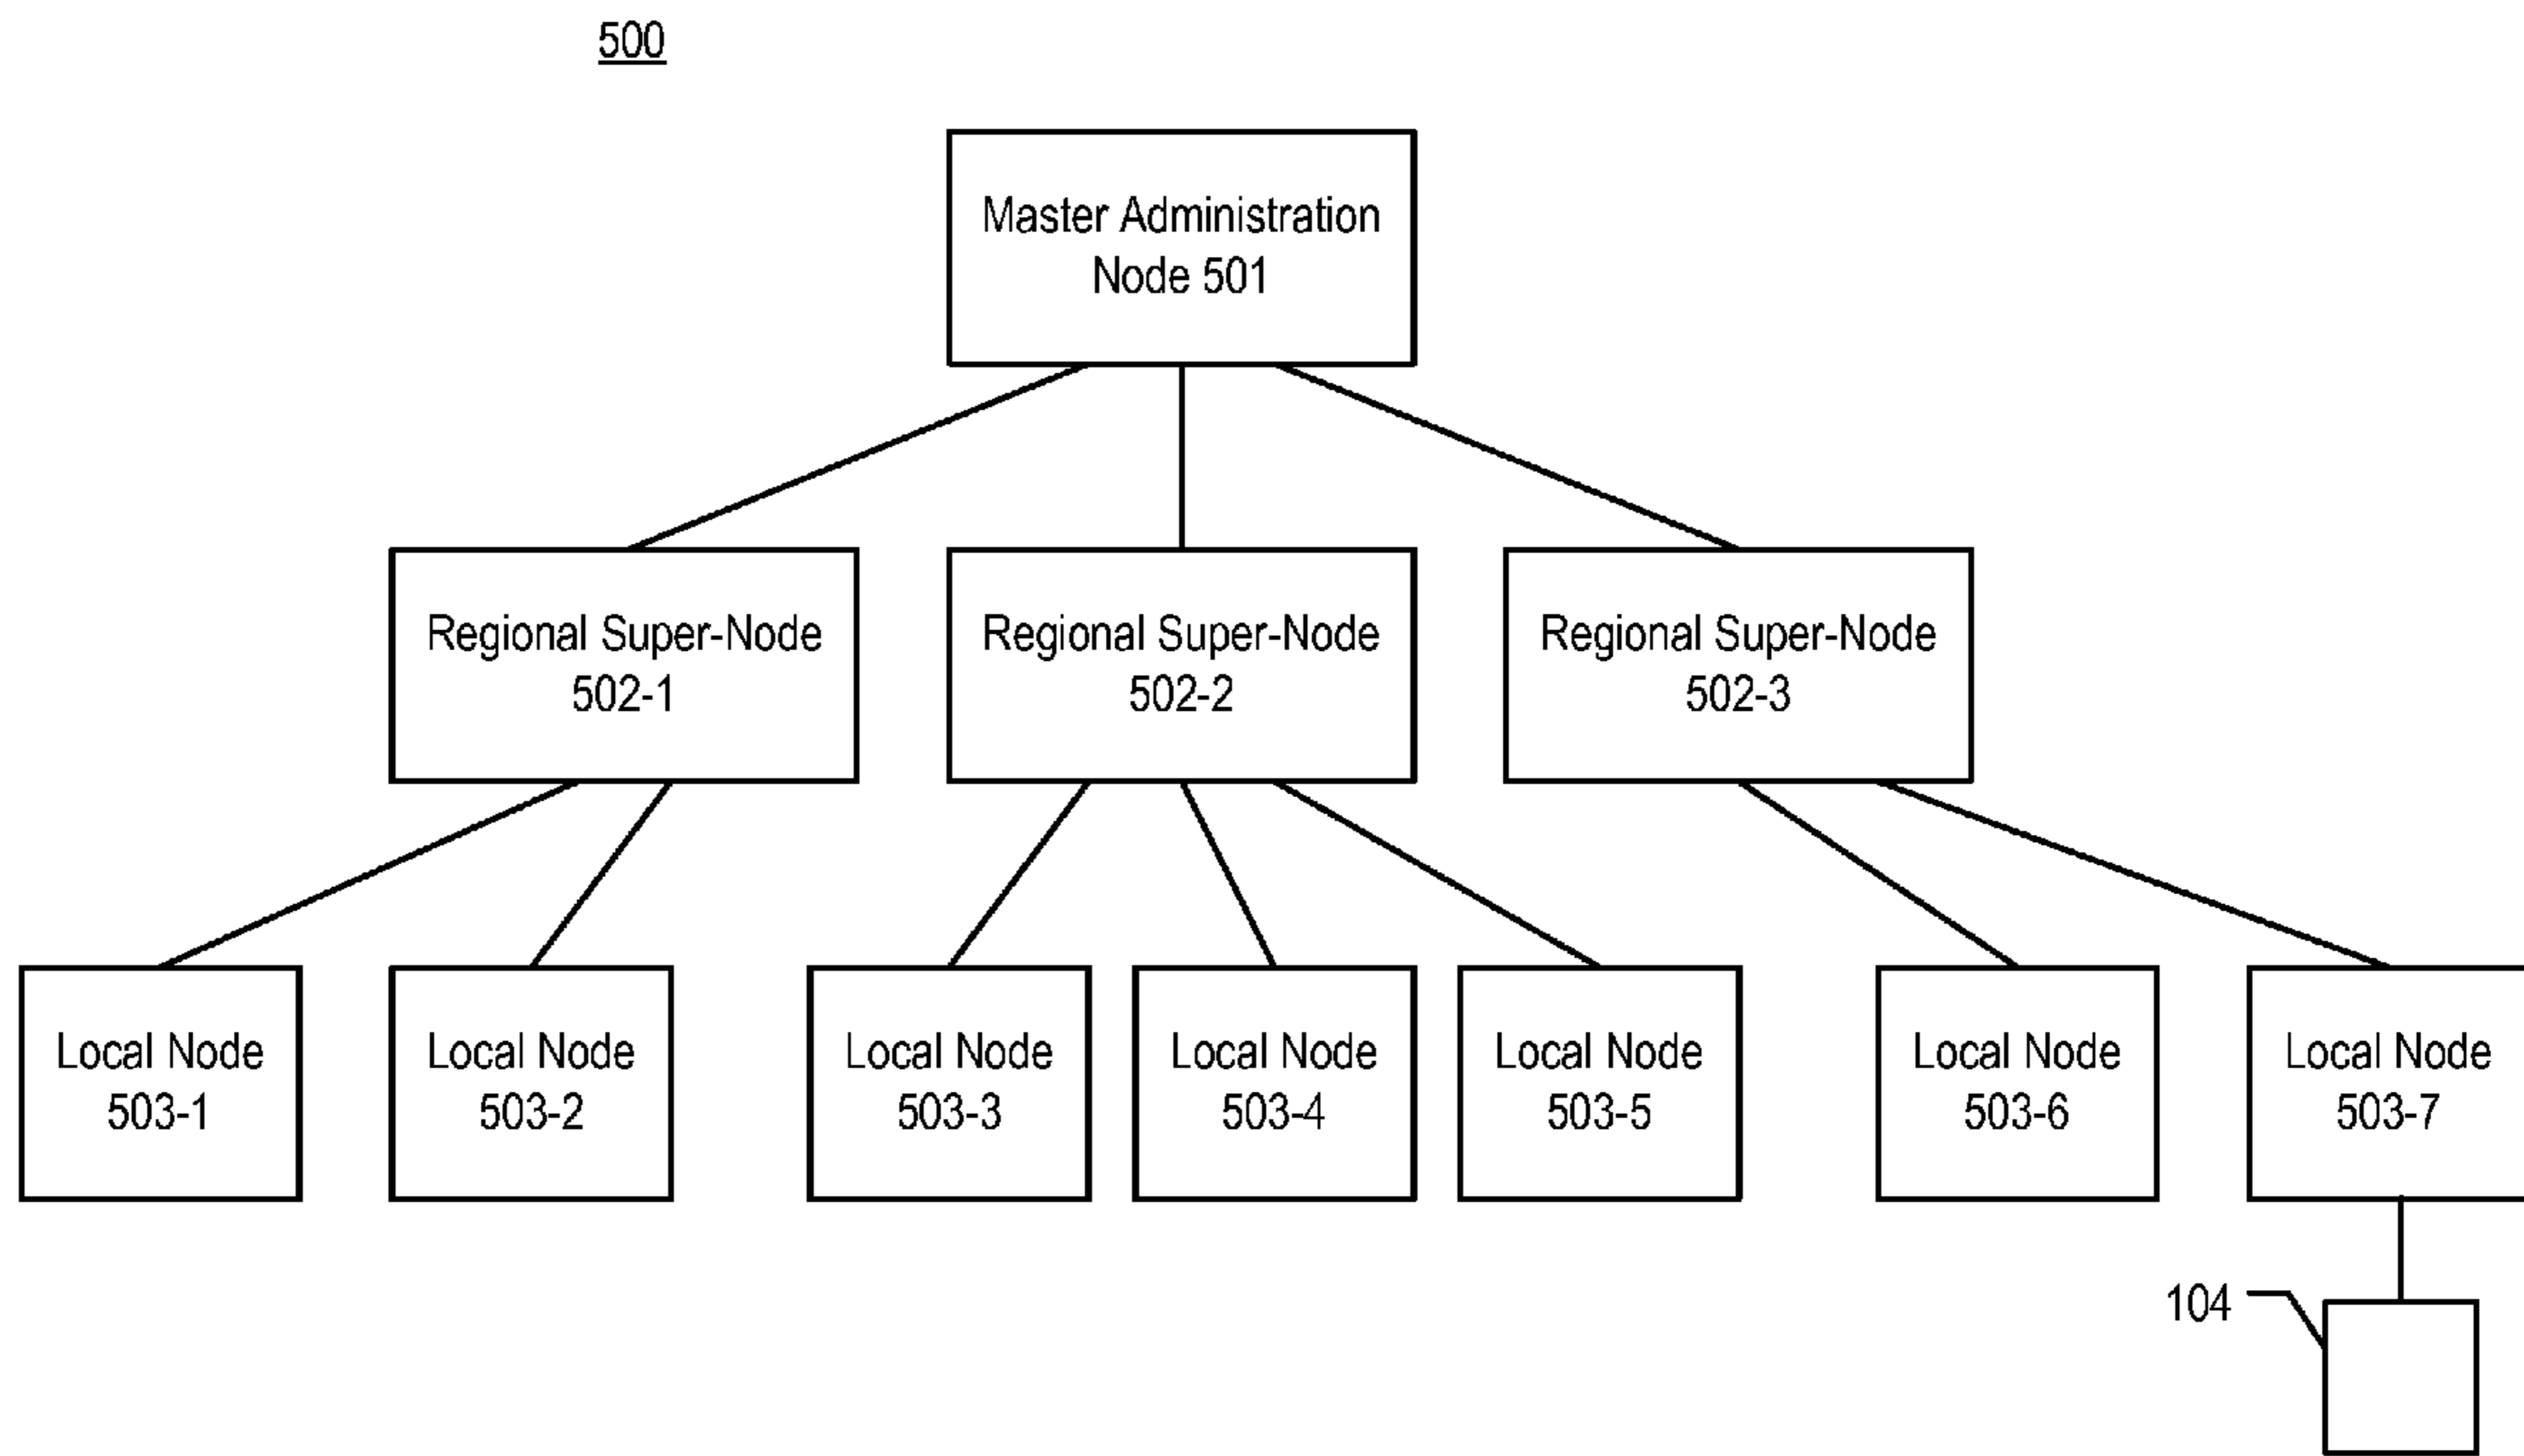 500
Master Administration
Node 501
Regional Super-Node
502-1
Regional Super-Node
502-2
Regional Super-Node
502-3
Local Node
503-1
Local Node
503-2
Local Node
503-3
Local Node
503-4
Local Node
503-5
Local Node
503-6
Local Node
503-7
104